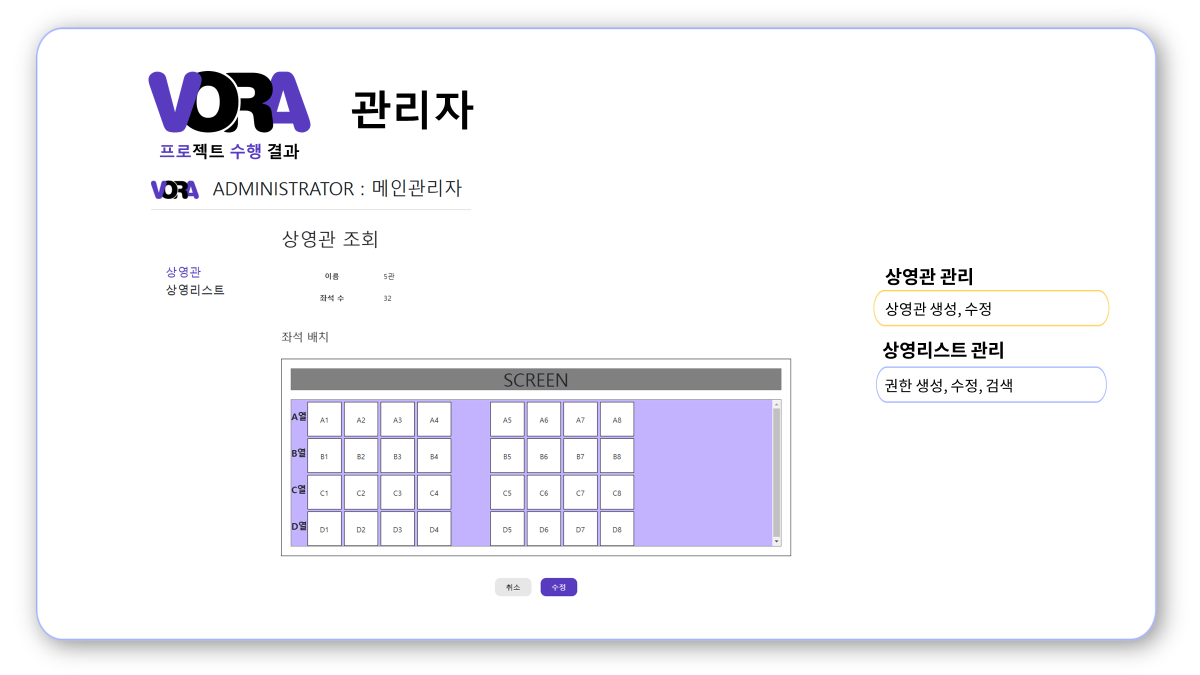 VORA
관리자
프로젝트 수행 결과
VORA ADMINISTRATOR : 메인관리자
상영관 조회
상영관
상영리스트
이름 5관
좌석 수 32
좌석 배치
SCREEN
A열 A1 A2 A3 A4 A5 A6 A7 A8
B열 B1 B2 B3 B4 B5 B6 B7 B8
C열 C1 C2 C3 C4 C5 C6 C7 C8
D열 D1 D2 D3 D4 D5 D6 D7 D8
취소 수정
상영관 관리
상영관 생성, 수정
상영리스트 관리
권한 생성, 수정, 검색